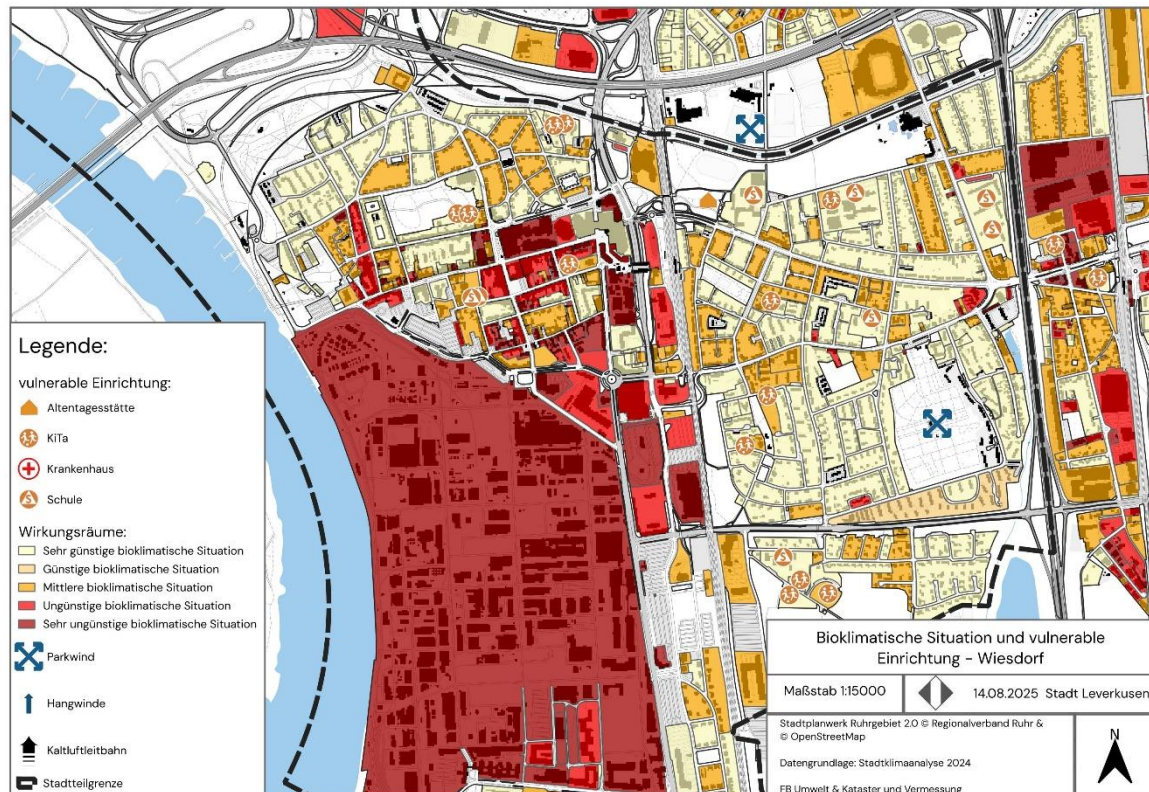 Legende:
vulnerable Einrichtung:
Altentagesstätte
KiTa
Krankenhaus
Schule
Wirkungsräume:
Sehr günstige bioklimatische Situation
Günstige bioklimatische Situation
Mittlere bioklimatische Situation
Ungünstige bioklimatische Situation
Sehr ungünstige bioklimatische Situation
Parkwind
Hangwinde
Kaltluftleitbahn
Stadtteilgrenze
Bioklimatische Situation und vulnerable
Einrichtung - Wiesdorf
Maßstab 1:15000
14.08.2025 Stadt Leverkusen
Stadtplanwerk Ruhrgebiet 2.0 © Regionalverband Ruhr &
© OpenStreetMap
Datengrundlage: Stadtklimaanalyse 2024
FB Umwelt & Kataster und Vermessung
N